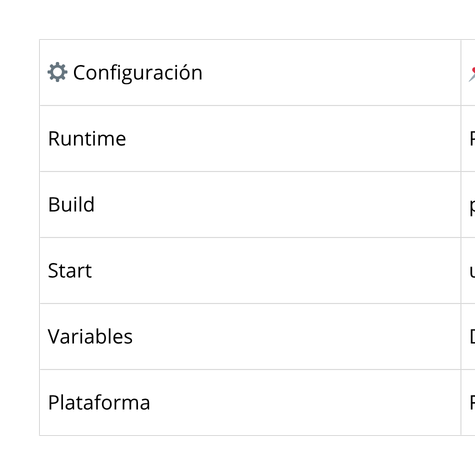 ⚙️ Configuración
Runtime
Build
Start
Variables
Plataforma